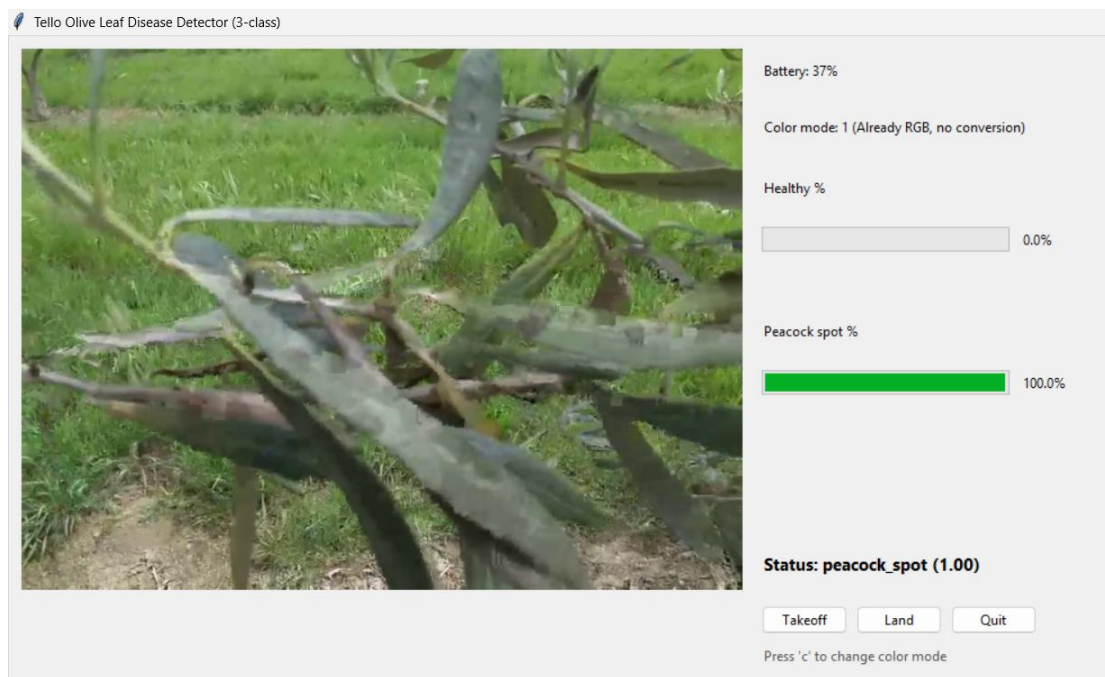 Tello Olive Leaf Disease Detector (3-class)
Battery: 37%
Color mode: 1 (Already RGB, no conversion)
Healthy %
0.0%
Peacock spot %
100.0%
Status: peacock_spot (1.00)
Takeoff Land Quit
Press 'c' to change color mode